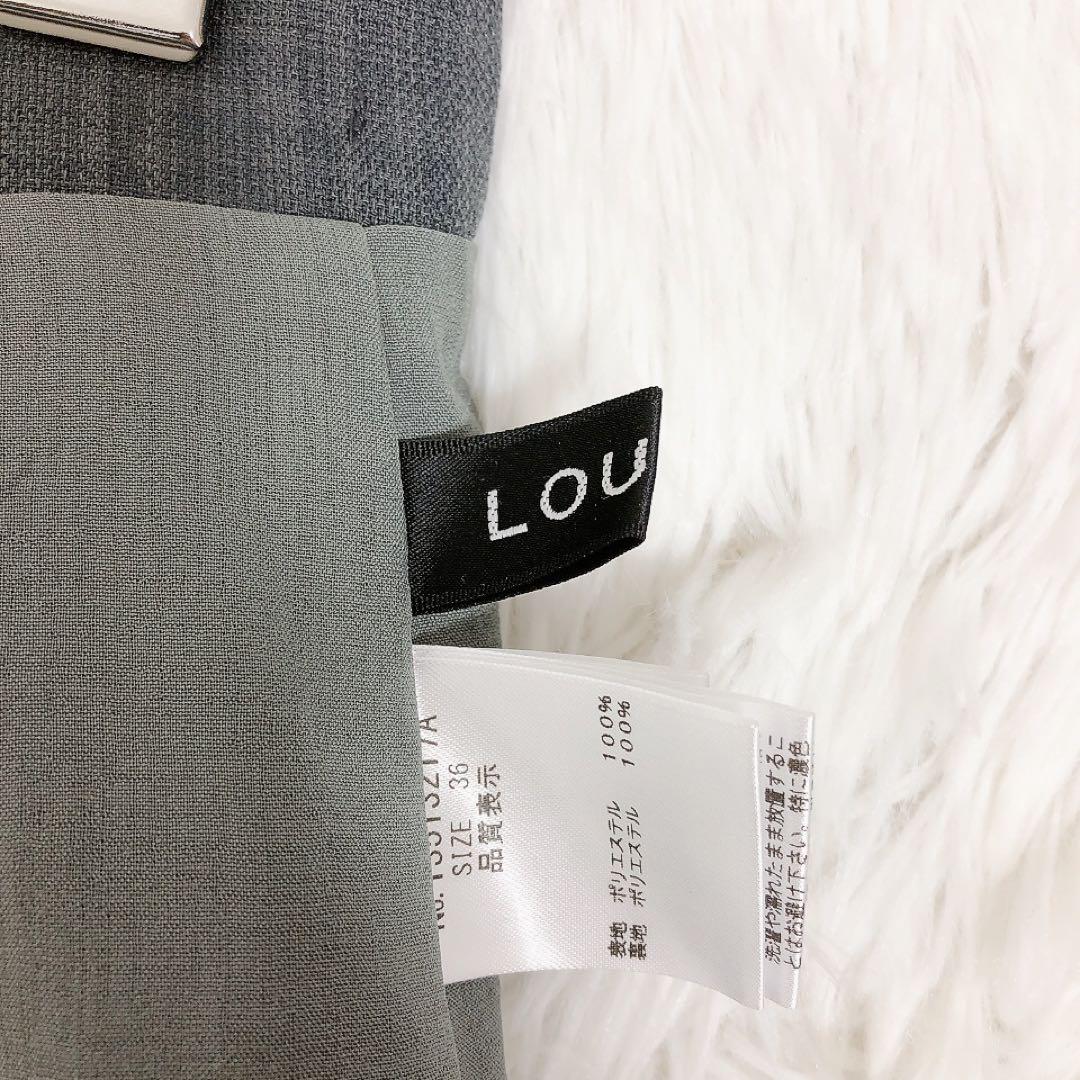 LOU
SIZE 36
品質表示
表地 ポリエステル 100%
裏地 ポリエステル 100%
洗濯や濡れたまま放置するこ
とはお避け下さい。特に濃色